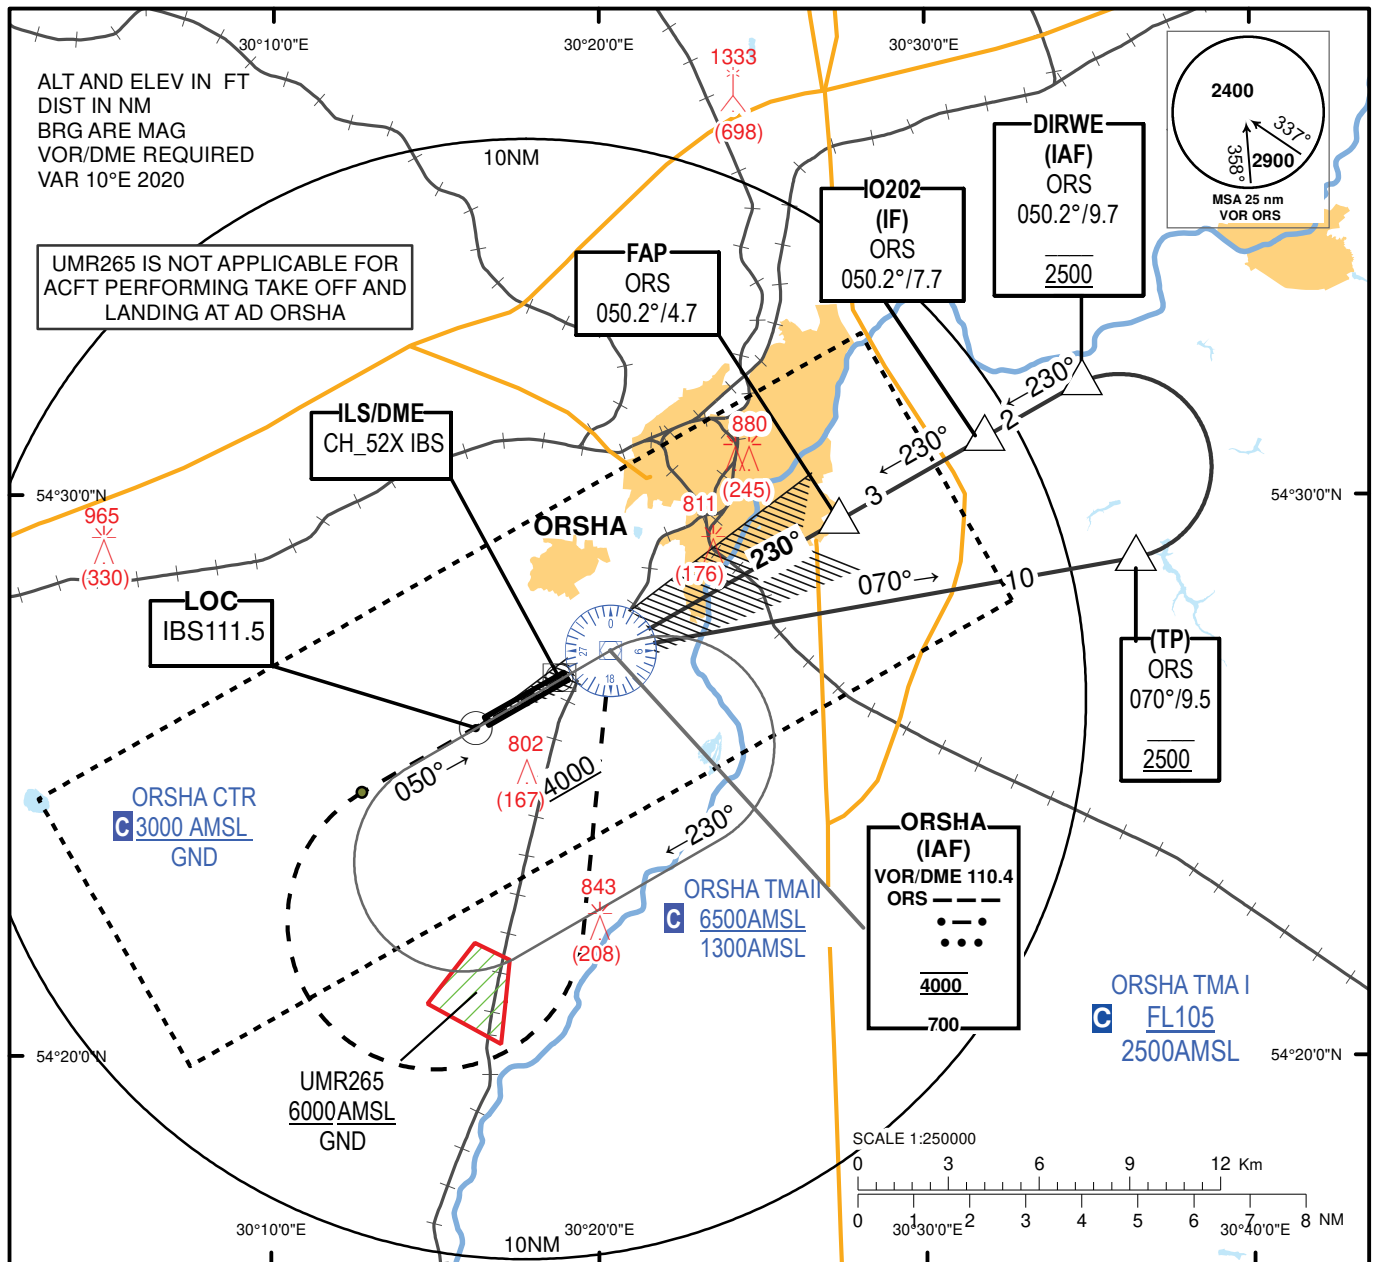 30°10'0"E
30°20'0"E
30°30'0"E
ALT AND ELEV IN FT
DIST IN NM
BRG ARE MAG
VOR/DME REQUIRED
VAR 10°E 2020
10NM
1333
(698)
2400
337°
358°
2900
MSA 25 nm
VOR ORS
DIRWE
(IAF)
ORS
050.2°/9.7
2500
IO202
(IF)
ORS
050.2°/7.7
FAP
ORS
050.2°/4.7
UMR265 IS NOT APPLICABLE FOR
ACFT PERFORMING TAKE OFF AND
LANDING AT AD ORSHA
ILS/DME
CH_52X IBS
←230°
2
←230°
3
230°
880
(245)
811
(176)
54°30'0"N
54°30'0"N
965
(330)
ORSHA
070°→
10
LOC
IBS111.5
0
9
18
27
(TP)
ORS
070°/9.5
2500
050°→
802
(167)
4000
←230°
ORSHA CTR
C 3000 AMSL
GND
843
(208)
ORSHA TMAII
C 6500AMSL
1300AMSL
ORSHA
(IAF)
VOR/DME 110.4
ORS
4000
700
ORSHA TMA I
C FL105
2500AMSL
54°20'0"N
54°20'0"N
UMR265
6000AMSL
GND
SCALE 1:250000
0 3 6 9 12 Km
0 1 2 3 4 5 6 7 8 NM
30°10'0"E
30°20'0"E
30°30'0"E
30°40'0"E
10NM